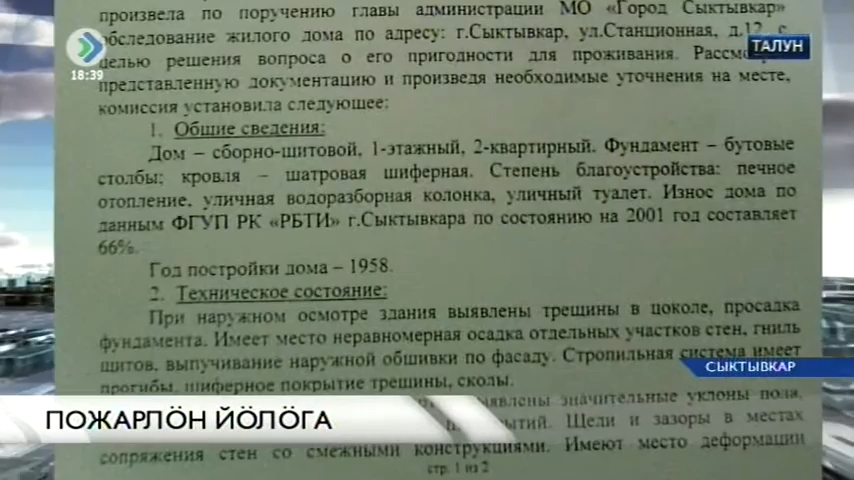 произвела по поручению главы администрации МО «Город Сыктывкар»
обследование жилого дома по адресу: г.Сыктывкар, ул.Станционная, д.12, с
целью решения вопроса о его пригодности для проживания.
ТАЛУН
18:39
представленную документацию и произведя необходимые уточнения на месте,
комиссия установила следующее:
1. Общие сведения:
Дом – сборно-щитовой, 1-этажный, 2-квартирный. Фундамент – бутовые
столбы; кровля – шатровая шиферная. Степень благоустройства: печное
отопление, уличная водоразборная колонка, уличный туалет. Износ дома по
данным ФГУП РК «РБТИ» г.Сыктывкара по состоянию на 2001 год составляет
66%.
Год постройки дома – 1958.
2. Техническое состояние:
При наружном осмотре здания выявлены трещины в цоколе, просадка
фундамента. Имеет место неравномерная осадка отдельных участков стен, гниль
щитов, выпучивание наружной обшивки по фасаду. Стропильная система имеет
прогибы, шиферное покрытие трещины, сколы.
СЫКТЫВКАР
значительные уклоны пола,
ПОЖАРЛӦН ЙӦЛӦГА
Щели и зазоры в местах
сопряжения стен со смежными конструкциями. Имеют место деформации
стр. 1 из 2